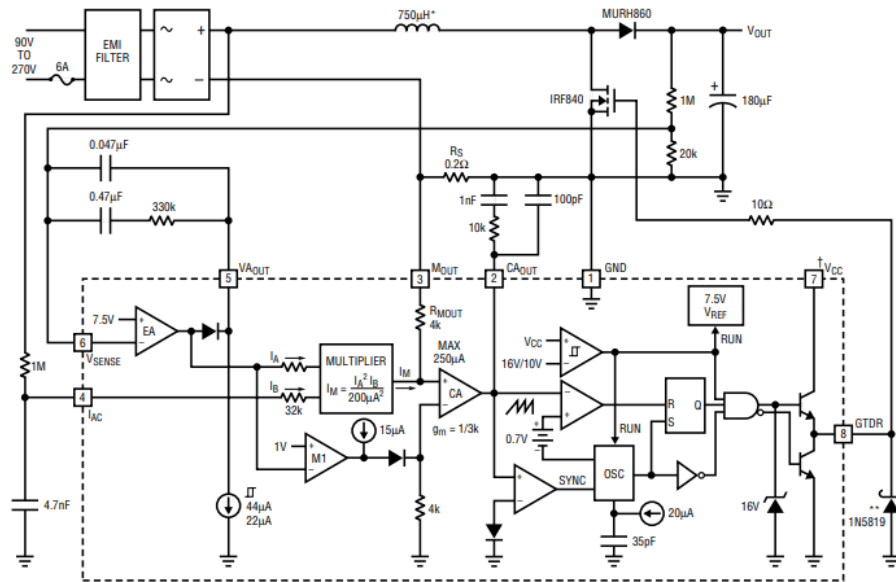 90V
TO
270V
6A
EMI
FILTER
~
~
+
−
750µH*
MURH860
VOUT
IRF840
1M
+
180µF
20k
0.047µF
0.47µF
330k
RS
0.2Ω
1nF
100pF
10k
10Ω
5
VAOUT
3
MOUT
2
CAOUT
1
GND
7
†VCC
7.5V
+
−
EA
6
VSENSE
1M
4
IAC
IA
IB
32k
MULTIPLIER
IM = IA² IB / 200µA²
IM
RMOUT
4k
MAX
250µA
+
−
CA
gm = 1/3k
VCC
+
−
16V/10V
7.5V
VREF
RUN
−
+
0.7V
+
−
R
Q
S
RUN
OSC
GTDR
8
1V
+
−
M1
15µA
+
−
SYNC
20µA
35pF
16V
**
1N5819
4.7nF
44µA
22µA
4k